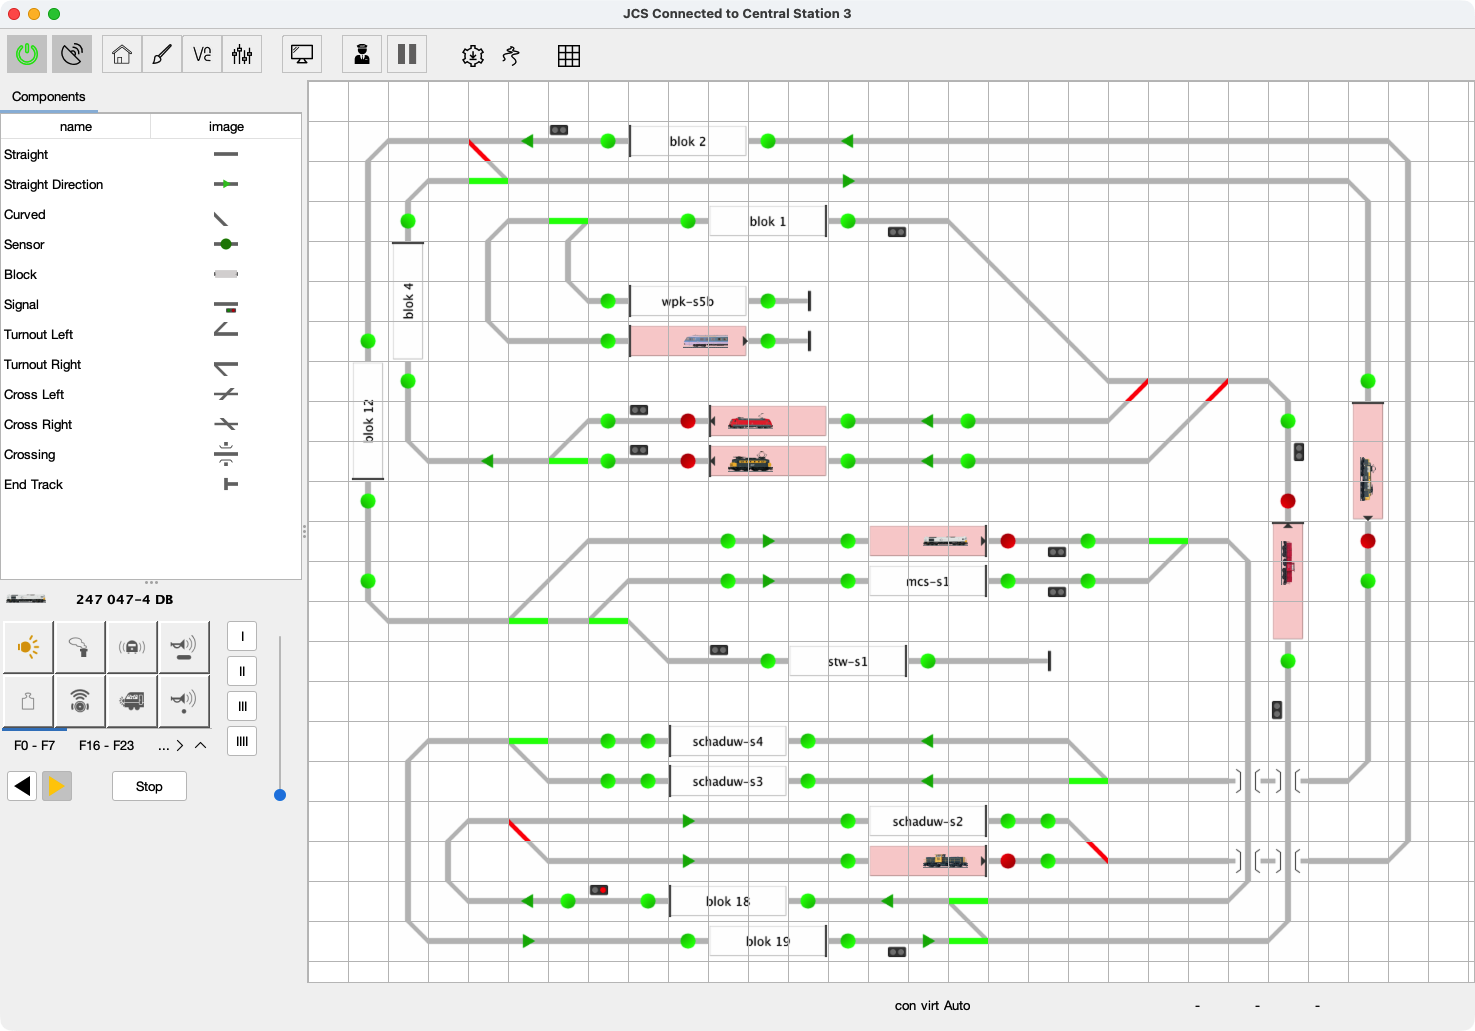 JCS Connected to Central Station 3
Components
name image
Straight
Straight Direction
Curved
Sensor
Block
Signal
Turnout Left
Turnout Right
Cross Left
Cross Right
Crossing
End Track
247 047-4 DB
I
II
III
IIII
F0 - F7 F16 - F23 ...
Stop
blok 2
blok 1
blok 4
wpk-s5b
blok 12
mcs-s1
stw-s1
schaduw-s4
schaduw-s3
schaduw-s2
blok 18
blok 19
con virt Auto - - -